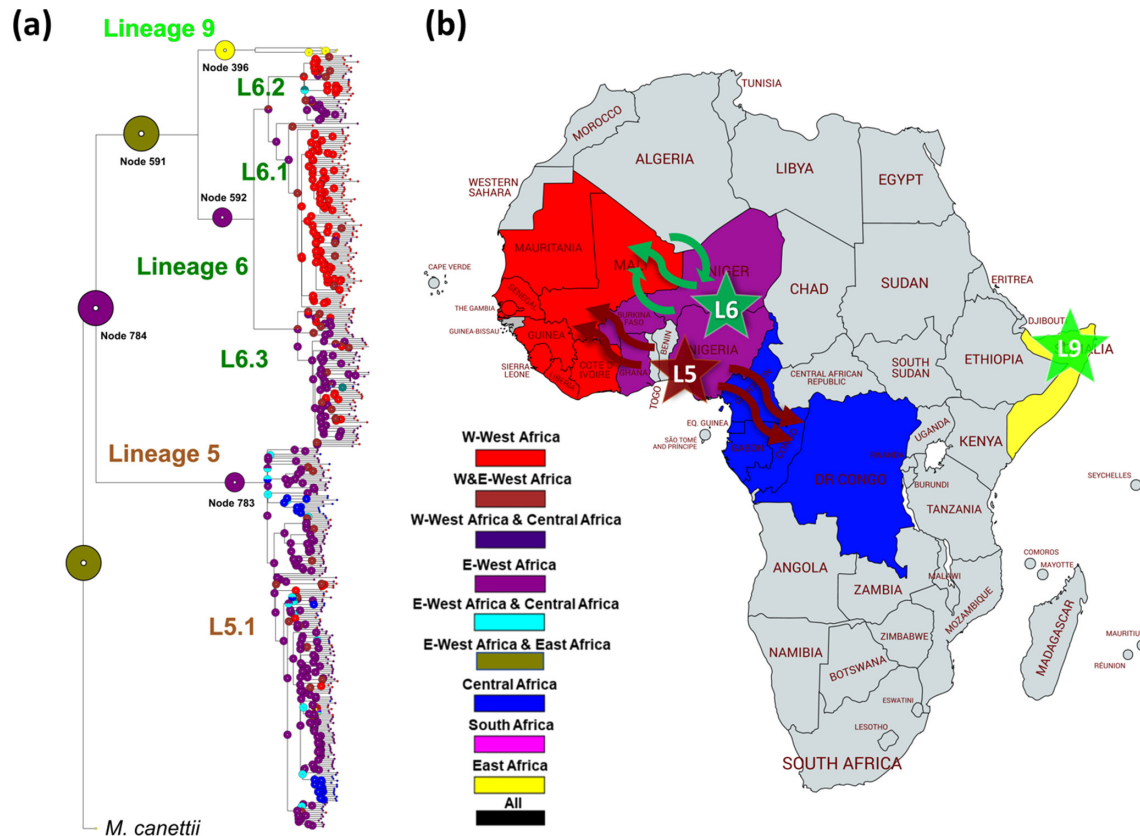 (a)
Lineage 9
Node 396
L6.2
Node 591
L6.1
Node 592
Lineage 6
Node 784
L6.3
Lineage 5
Node 783
L5.1
M. canettii
W-West Africa
W&E-West Africa
W-West Africa & Central Africa
E-West Africa
E-West Africa & Central Africa
E-West Africa & East Africa
Central Africa
South Africa
East Africa
All
(b)
TUNISIA
MOROCCO
ALGERIA
LIBYA
EGYPT
WESTERN
SAHARA
MAURITANIA
MALI
NIGER
CAPE VERDE
CHAD
SUDAN
ERITREA
SENEGAL
THE GAMBIA
GUINEA-BISSAU
GUINEA
BURKINA
FASO
L6
DJIBOUTI
L9
SIERRA
LEONE
LIBERIA
COTE D'
IVOIRE
GHANA
BENIN
NIGERIA
L5
TOGO
CENTRAL AFRICAN
REPUBLIC
SOUTH
SUDAN
ETHIOPIA
EQ. GUINEA
SÃO TOMÉ
AND PRÍNCIPE
GABON
DR CONGO
UGANDA
KENYA
BURUNDI
TANZANIA
SEYCHELLES
ANGOLA
ZAMBIA
MALAWI
COMOROS
MAYOTTE
MOZAMBIQUE
MADAGASCAR
NAMIBIA
ZIMBABWE
BOTSWANA
MAURITIU
RÉUNION
ESWATINI
LESOTHO
SOUTH AFRICA